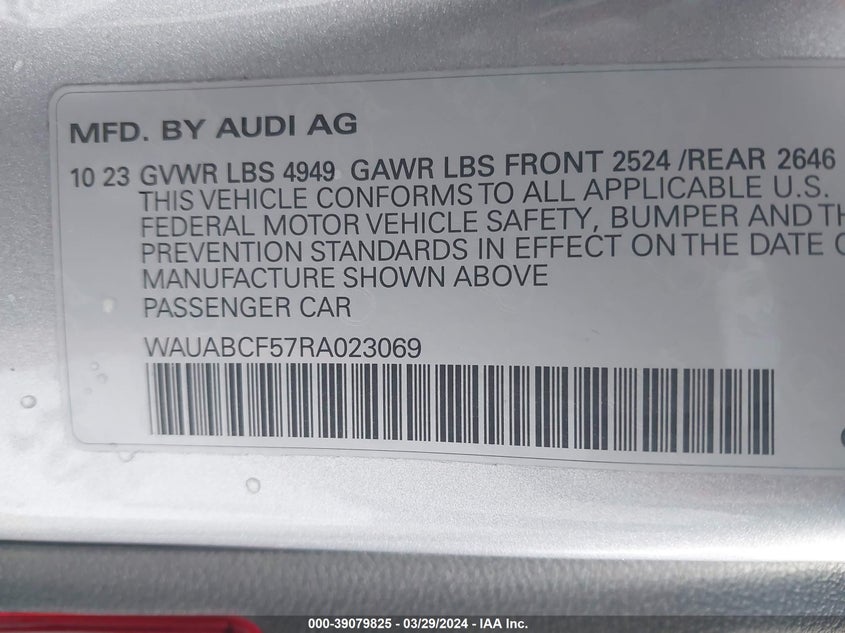 MFD. BY AUDI AG
10 23 GVWR LBS 4949 GAWR LBS FRONT 2524 /REAR 2646
THIS VEHICLE CONFORMS TO ALL APPLICABLE U.S.
FEDERAL MOTOR VEHICLE SAFETY, BUMPER AND TH
PREVENTION STANDARDS IN EFFECT ON THE DATE O
MANUFACTURE SHOWN ABOVE
PASSENGER CAR
WAUABCF57RA023069
000-39079825 - 03/29/2024 - IAA Inc.